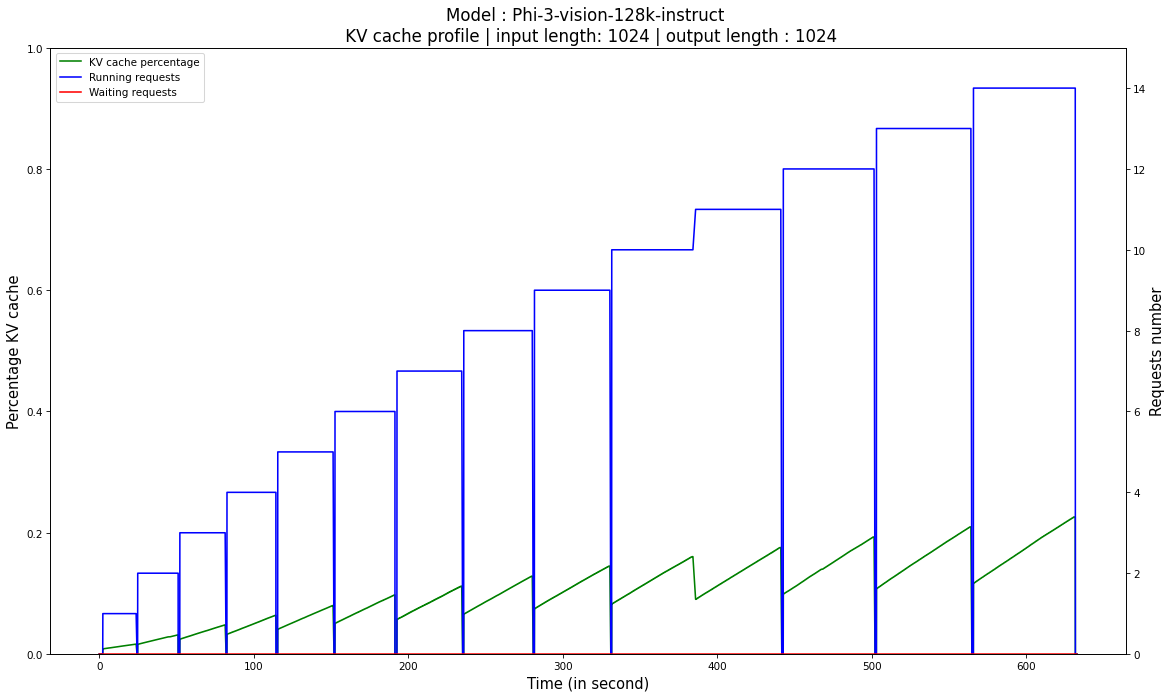 Model : Phi-3-vision-128k-instruct
KV cache profile | input length: 1024 | output length : 1024
KV cache percentage
Running requests
Waiting requests
Percentage KV cache
1.0
0.8
0.6
0.4
0.2
0.0
14
12
10
8
6
4
2
0
Requests number
0 100 200 300 400 500 600
Time (in second)